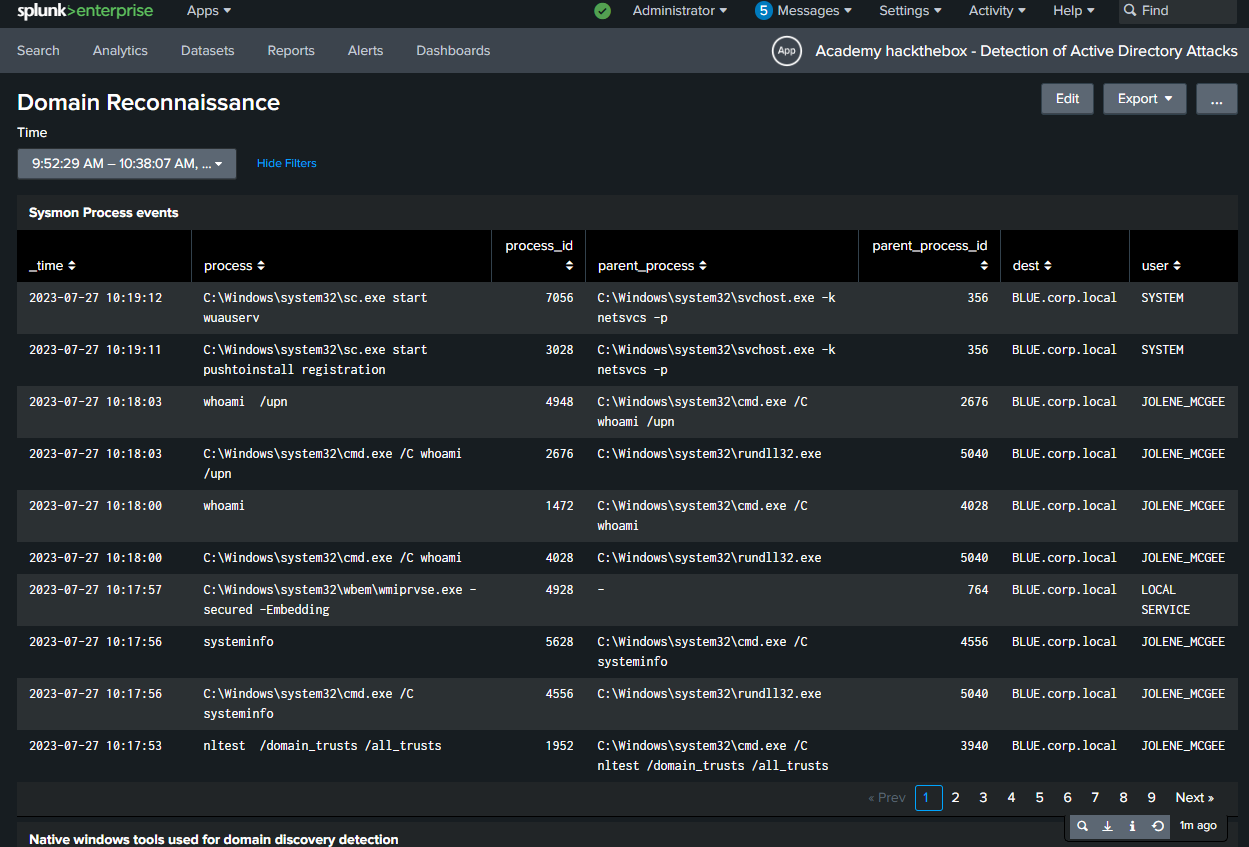 splunk>enterprise Apps Administrator 5 Messages Settings Activity Help Find
Search Analytics Datasets Reports Alerts Dashboards App Academy hackthebox - Detection of Active Directory Attacks
Domain Reconnaissance Edit Export ...
Time
9:52:29 AM – 10:38:07 AM, ... Hide Filters
Sysmon Process events
_time process process_id parent_process parent_process_id dest user
2023-07-27 10:19:12 C:\Windows\system32\sc.exe start 7056 C:\Windows\system32\svchost.exe -k 356 BLUE.corp.local SYSTEM
wuauserv netsvcs -p
2023-07-27 10:19:11 C:\Windows\system32\sc.exe start 3028 C:\Windows\system32\svchost.exe -k 356 BLUE.corp.local SYSTEM
pushtoinstall registration netsvcs -p
2023-07-27 10:18:03 whoami  /upn 4948 C:\Windows\system32\cmd.exe /C 2676 BLUE.corp.local JOLENE_MCGEE
whoami /upn
2023-07-27 10:18:03 C:\Windows\system32\cmd.exe /C whoami 2676 C:\Windows\system32\rundll32.exe 5040 BLUE.corp.local JOLENE_MCGEE
/upn
2023-07-27 10:18:00 whoami 1472 C:\Windows\system32\cmd.exe /C 4028 BLUE.corp.local JOLENE_MCGEE
whoami
2023-07-27 10:18:00 C:\Windows\system32\cmd.exe /C whoami 4028 C:\Windows\system32\rundll32.exe 5040 BLUE.corp.local JOLENE_MCGEE
2023-07-27 10:17:57 C:\Windows\system32\wbem\wmiprvse.exe - 4928 - 764 BLUE.corp.local LOCAL
secured -Embedding SERVICE
2023-07-27 10:17:56 systeminfo 5628 C:\Windows\system32\cmd.exe /C 4556 BLUE.corp.local JOLENE_MCGEE
systeminfo
2023-07-27 10:17:56 C:\Windows\system32\cmd.exe /C 4556 C:\Windows\system32\rundll32.exe 5040 BLUE.corp.local JOLENE_MCGEE
systeminfo
2023-07-27 10:17:53 nltest  /domain_trusts /all_trusts 1952 C:\Windows\system32\cmd.exe /C 3940 BLUE.corp.local JOLENE_MCGEE
nltest /domain_trusts /all_trusts
« Prev 1 2 3 4 5 6 7 8 9 Next »
1m ago
Native windows tools used for domain discovery detection